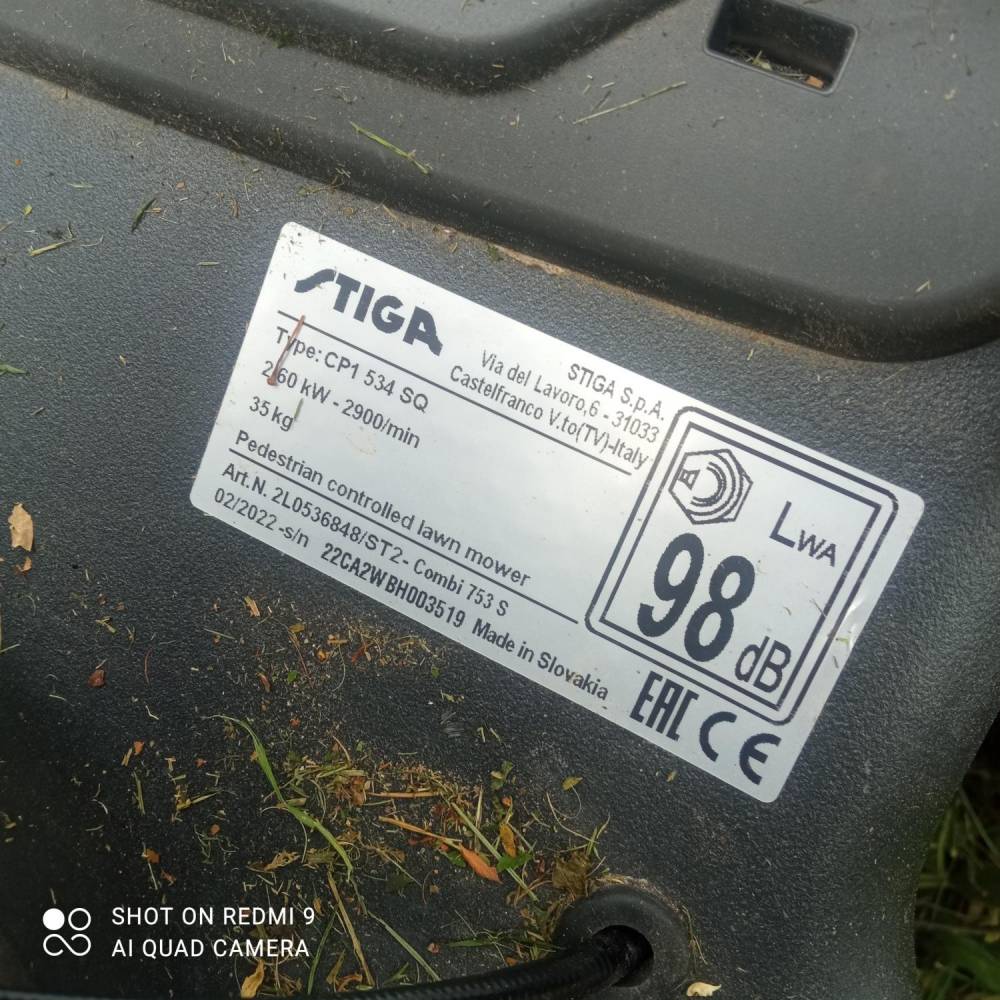 STIGA
STIGA S.p.A.
Via del Lavoro,6 - 31033
Castelfranco V.to(TV)-Italy
Type: CP1 534 SQ
2,60 kW - 2900/min
35 kg
Pedestrian controlled lawn mower
Art.N. 2L0536848/ST2 - Combi 753 S
02/2022 -s/n 22CA2WBH003519 Made in Slovakia
LWA
98 dB
EAC CE
SHOT ON REDMI 9
AI QUAD CAMERA